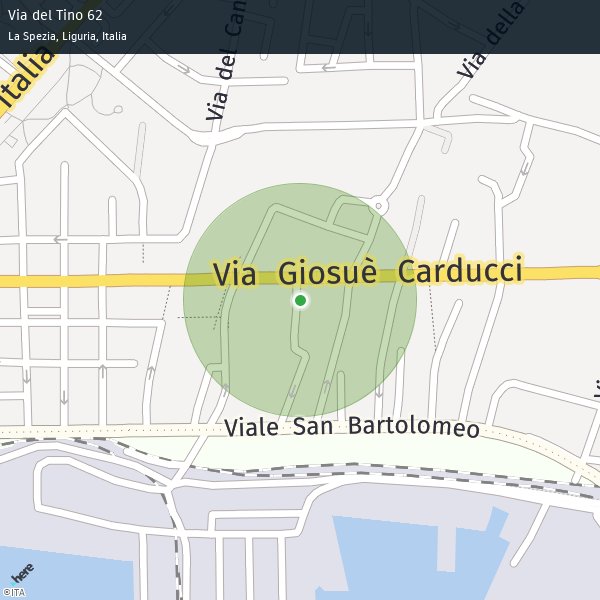 Via del Tino 62
La Spezia, Liguria, Italia
Italia
Via del Can
Via della
Via Giosuè Carducci
Viale San Bartolomeo
here
©ITA